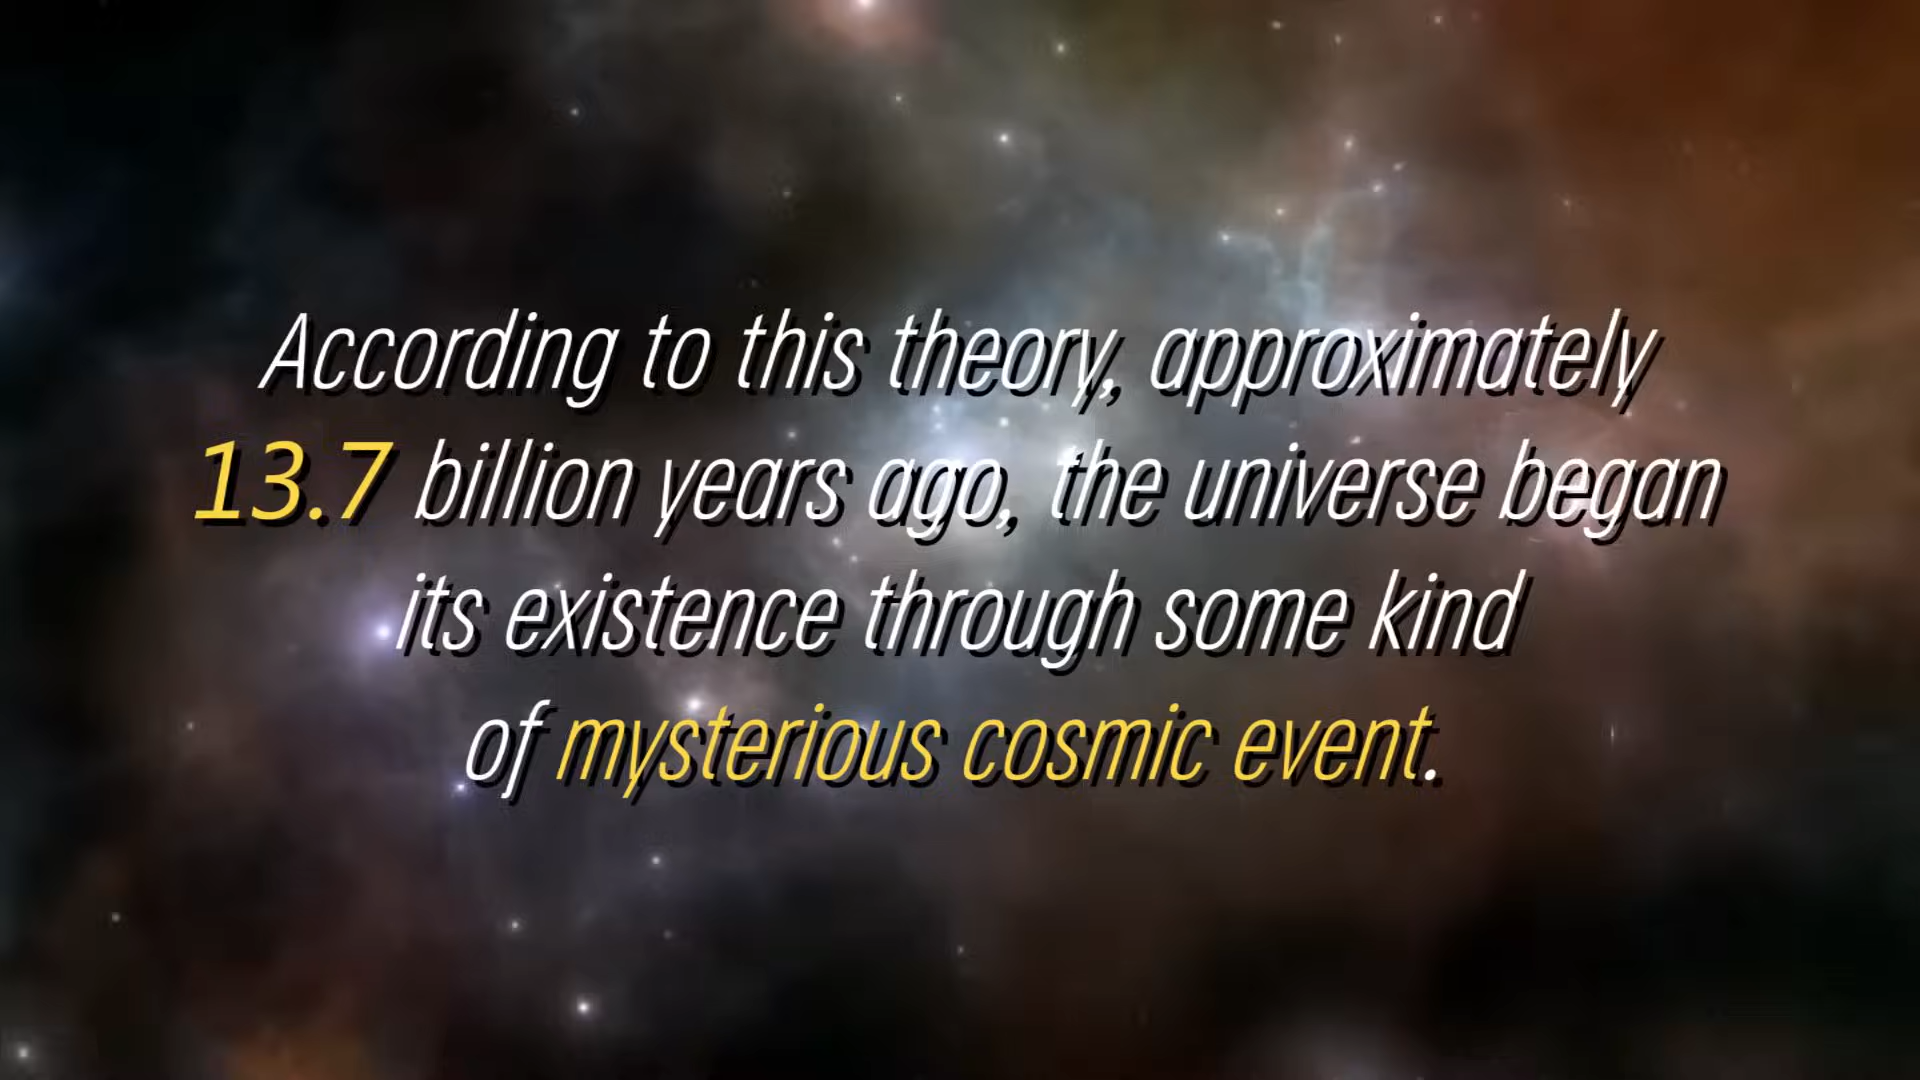 According to this theory, approximately
13.7 billion years ago, the universe began
its existence through some kind
of mysterious cosmic event.